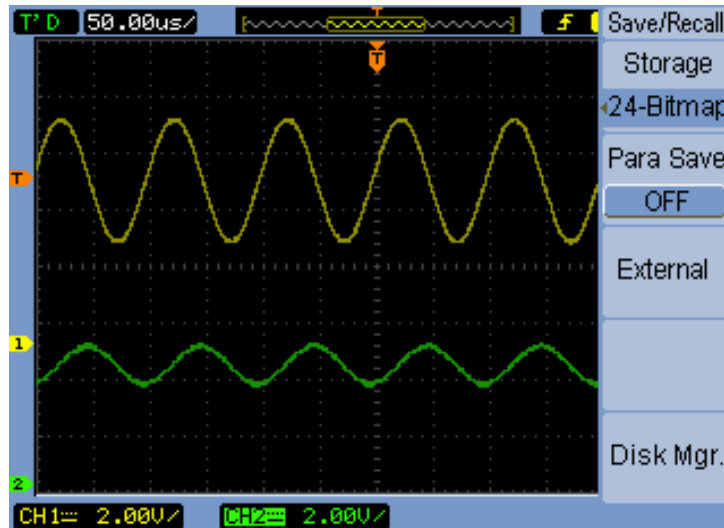 T'D 50.00us/ T f
Save/Recall
T
Storage
24-Bitmap
Para Save
T
OFF
External
1
Disk Mgr.
2
CH1 2.00V/ CH2 2.00V/